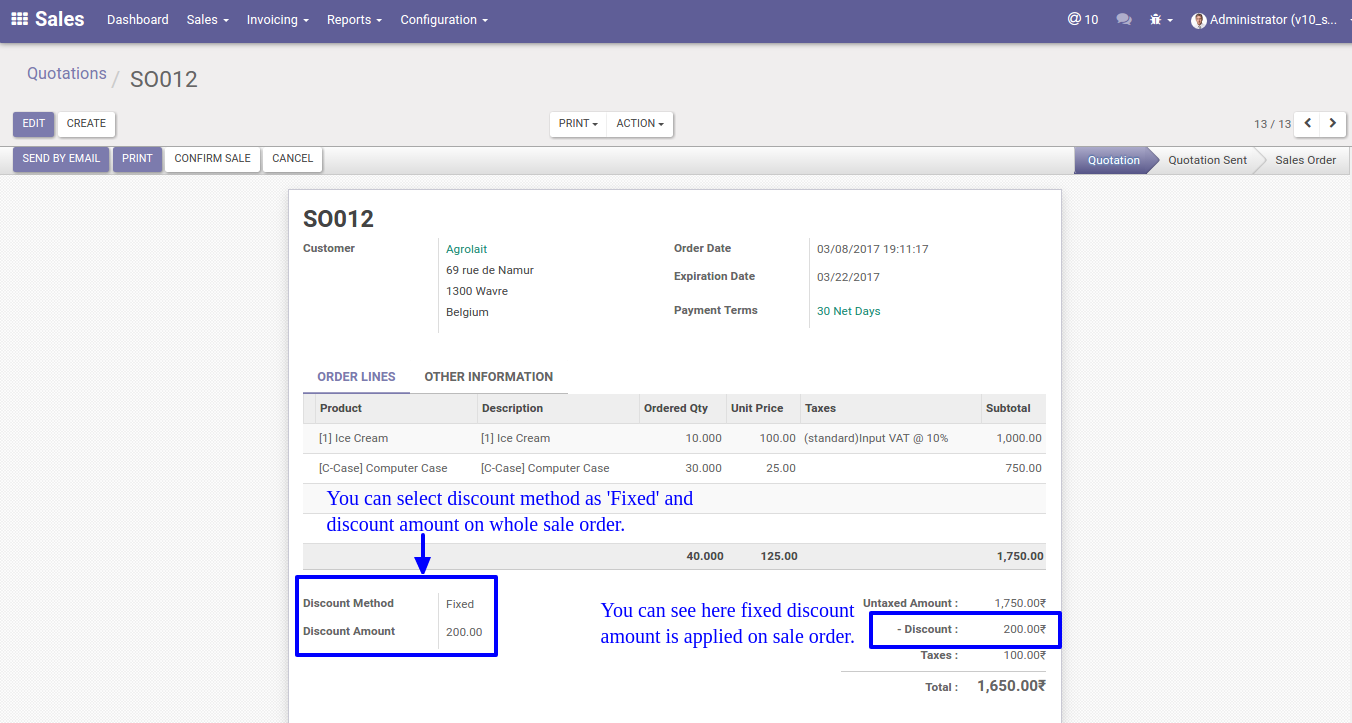 Sales Dashboard Sales Invoicing Reports Configuration @ 10 Administrator (v10_s...
Quotations / SO012
EDIT CREATE PRINT ACTION 13 / 13
SEND BY EMAIL PRINT CONFIRM SALE CANCEL Quotation Quotation Sent Sales Order
SO012
Customer Agrolait Order Date 03/08/2017 19:11:17
69 rue de Namur Expiration Date 03/22/2017
1300 Wavre
Belgium Payment Terms 30 Net Days
ORDER LINES OTHER INFORMATION
Product Description Ordered Qty Unit Price Taxes Subtotal
[1] Ice Cream [1] Ice Cream 10.000 100.00 (standard)Input VAT @ 10% 1,000.00
[C-Case] Computer Case [C-Case] Computer Case 30.000 25.00 750.00
You can select discount method as 'Fixed' and
discount amount on whole sale order.
40.000 125.00 1,750.00
Discount Method Fixed
Discount Amount 200.00
You can see here fixed discount
amount is applied on sale order.
Untaxed Amount : 1,750.00₹
- Discount : 200.00₹
Taxes : 100.00₹
Total : 1,650.00₹